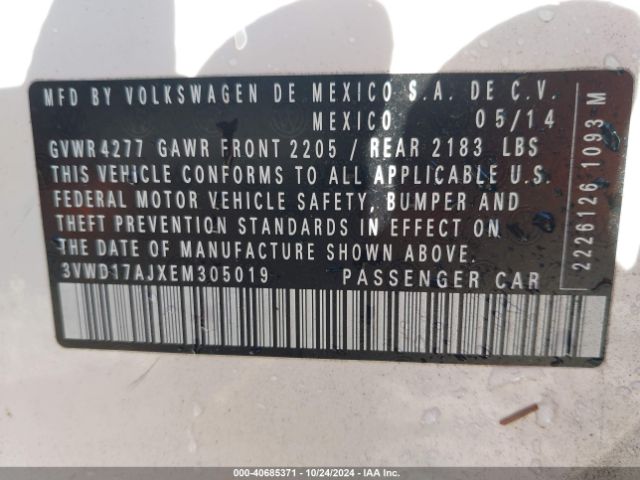 MFD BY VOLKSWAGEN DE MEXICO S.A. DE C.V.
MEXICO 05/14
GVWR 4277 GAWR FRONT 2205 / REAR 2183 LBS
THIS VEHICLE CONFORMS TO ALL APPLICABLE U.S.
FEDERAL MOTOR VEHICLE SAFETY, BUMPER AND
THEFT PREVENTION STANDARDS IN EFFECT ON
THE DATE OF MANUFACTURE SHOWN ABOVE.
3VWD17AJXEM305019 PASSENGER CAR
2226126 1093 M
000-40685371 - 10/24/2024 - IAAI.COM